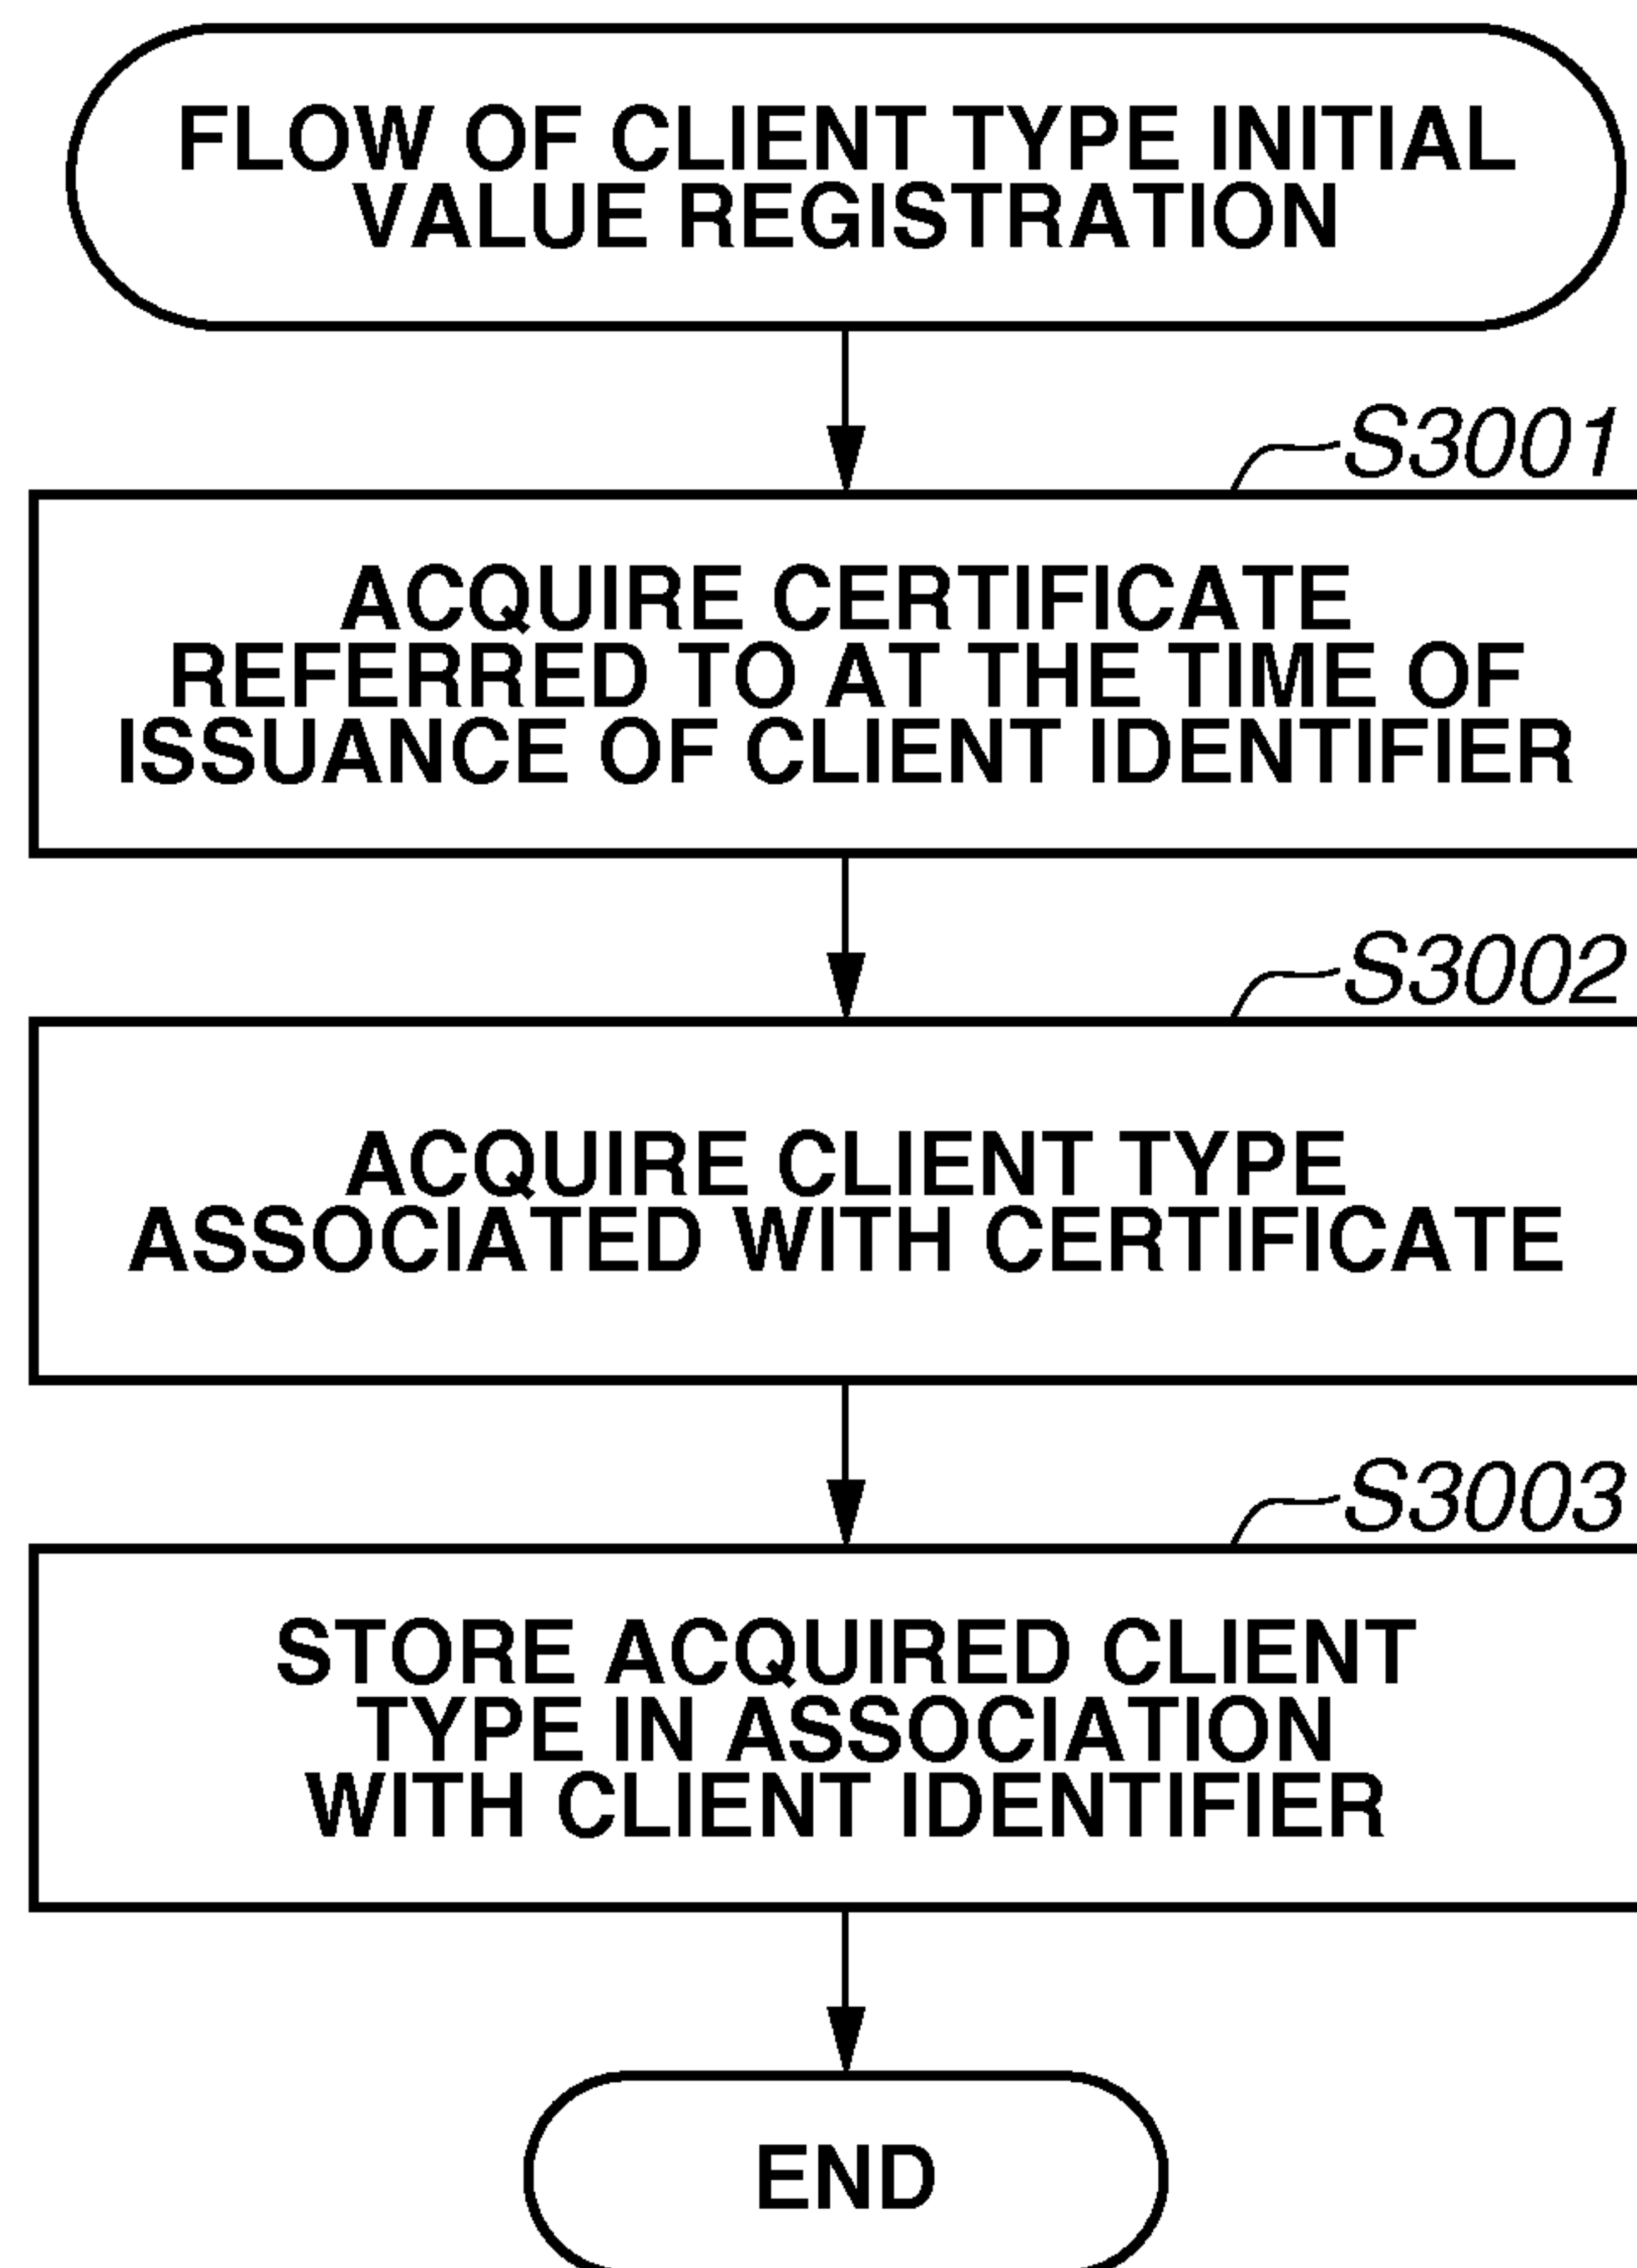 FLOW OF CLIENT TYPE INITIAL
VALUE REGISTRATION
S3001
ACQUIRE CERTIFICATE
REFERRED TO AT THE TIME OF
ISSUANCE OF CLIENT IDENTIFIER
S3002
ACQUIRE CLIENT TYPE
ASSOCIATED WITH CERTIFICATE
S3003
STORE ACQUIRED CLIENT
TYPE IN ASSOCIATION
WITH CLIENT IDENTIFIER
END